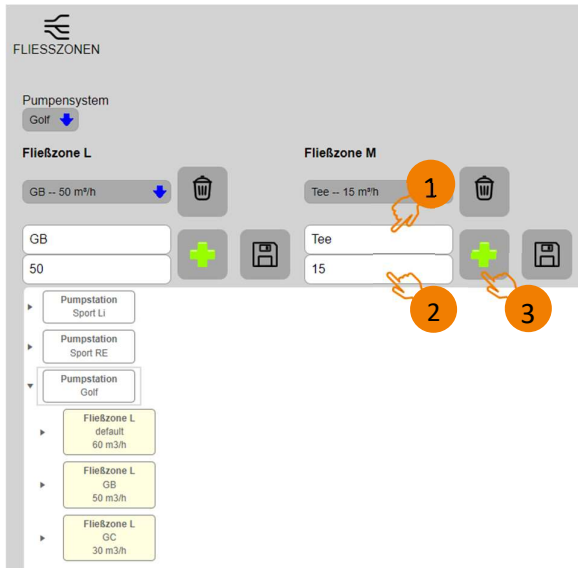 FLIESSZONEN
Pumpensystem
Golf
Fließzone L
GB -- 50 m³/h
GB
50
Fließzone M
Tee -- 15 m³/h
Tee
15
1
2
3
Pumpstation
Sport Li
Pumpstation
Sport RE
Pumpstation
Golf
Fließzone L
default
60 m3/h
Fließzone L
GB
50 m3/h
Fließzone L
GC
30 m3/h